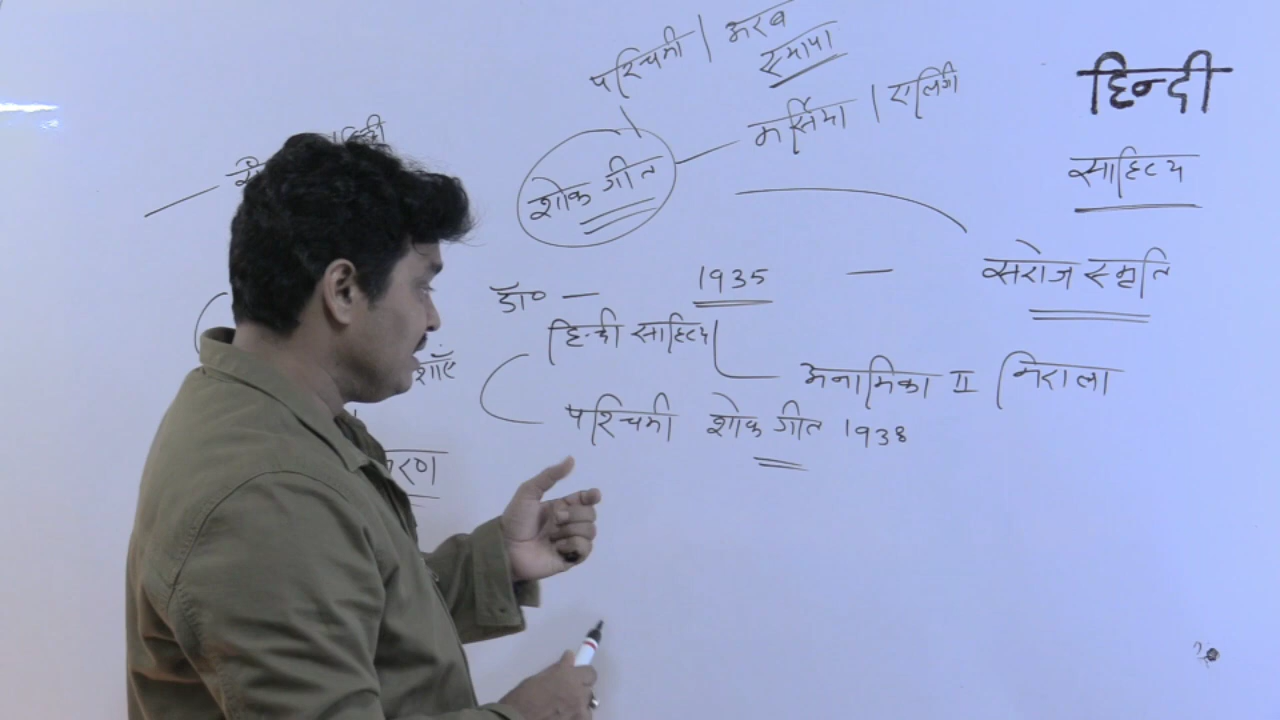 हिन्दी
साहित्य
पश्चिमी | अरब
मर्सिया | एलिगी
शोक गीत
डॉ० — 1935 — सरोज स्मृति
हिन्दी साहित्य
अनामिका II निराला
पश्चिमी शोक गीत 1938